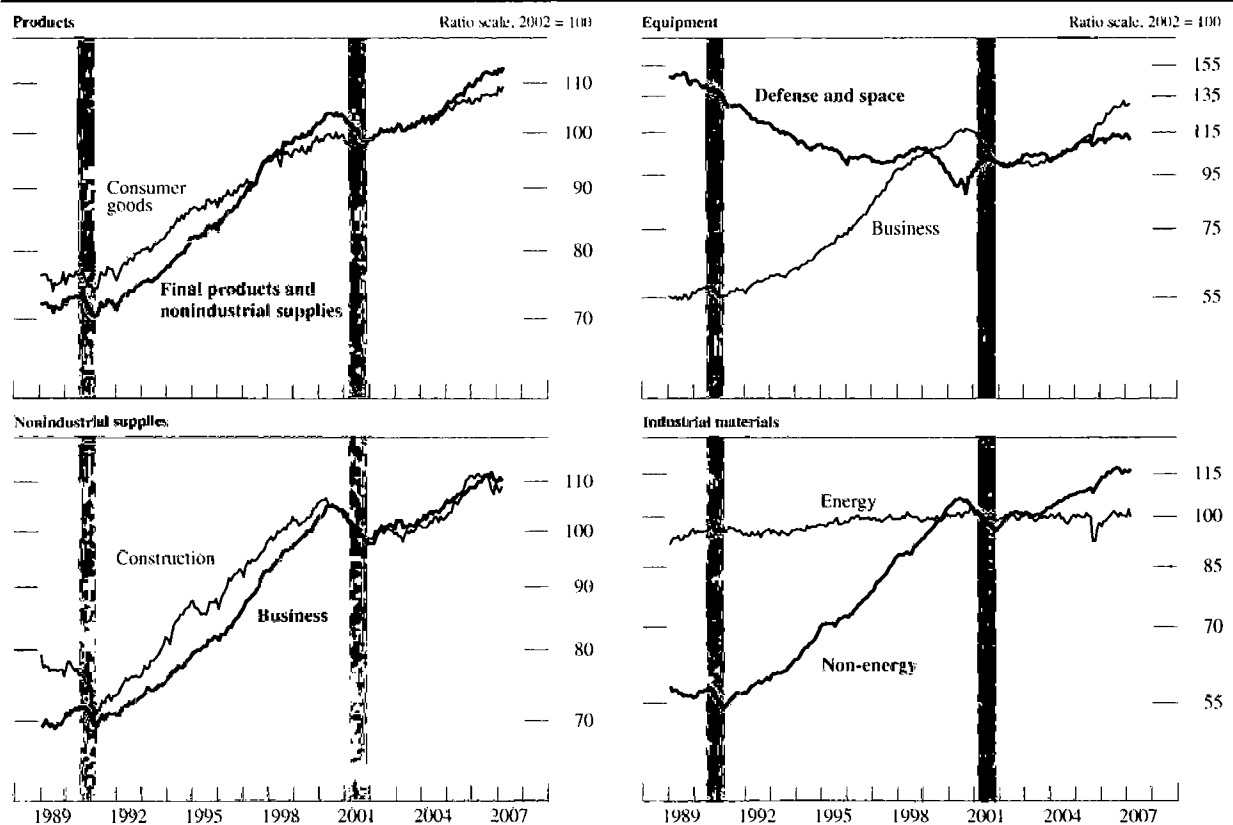 Products Ratio scale, 2002 = 100
110
100
90
80
70
Consumer
goods
Final products and
nonindustrial supplies
Equipment Ratio scale, 2002 = 100
155
135
115
95
75
55
Defense and space
Business
Nonindustrial supplies
110
100
90
80
70
Construction
Business
1989 1992 1995 1998 2001 2004 2007
Industrial materials
115
100
85
70
55
Energy
Non-energy
1989 1992 1995 1998 2001 2004 2007